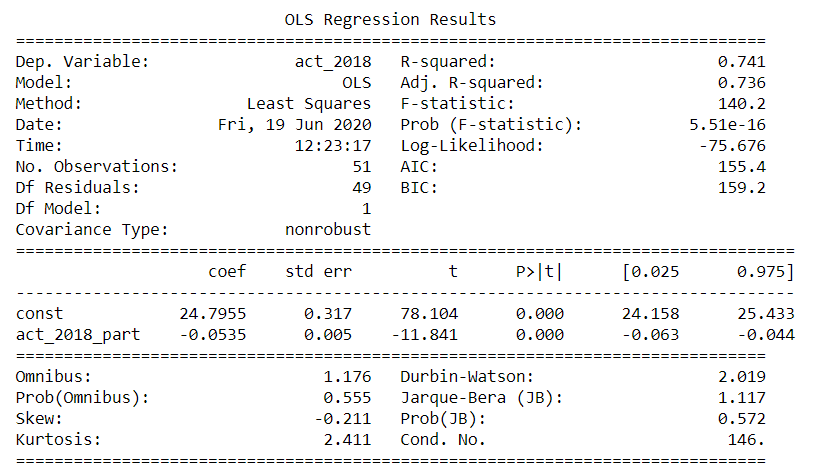 OLS Regression Results
==============================================================================
Dep. Variable:               act_2018   R-squared:                       0.741
Model:                            OLS   Adj. R-squared:                  0.736
Method:                 Least Squares   F-statistic:                     140.2
Date:                Fri, 19 Jun 2020   Prob (F-statistic):           5.51e-16
Time:                        12:23:17   Log-Likelihood:                -75.676
No. Observations:                  51   AIC:                             155.4
Df Residuals:                      49   BIC:                             159.2
Df Model:                           1
Covariance Type:            nonrobust
=================================================================================
                    coef    std err          t      P>|t|      [0.025      0.975]
---------------------------------------------------------------------------------
const            24.7955      0.317     78.104      0.000      24.158      25.433
act_2018_part    -0.0535      0.005    -11.841      0.000      -0.063      -0.044
==============================================================================
Omnibus:                        1.176   Durbin-Watson:                   2.019
Prob(Omnibus):                  0.555   Jarque-Bera (JB):                1.117
Skew:                          -0.211   Prob(JB):                        0.572
Kurtosis:                       2.411   Cond. No.                         146.
==============================================================================